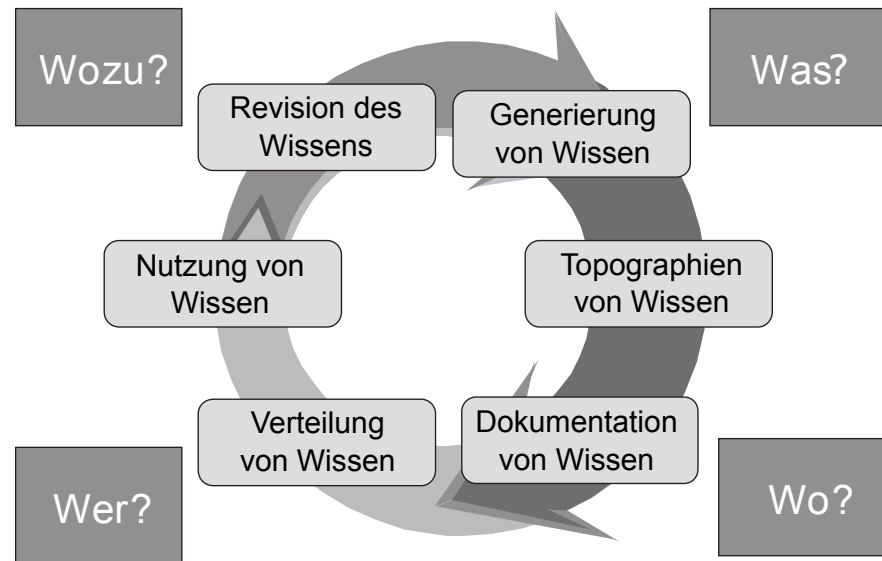 Wozu?
Was?
Revision des
Wissens
Generierung
von Wissen
Nutzung von
Wissen
Topographien
von Wissen
Verteilung
von Wissen
Dokumentation
von Wissen
Wer?
Wo?